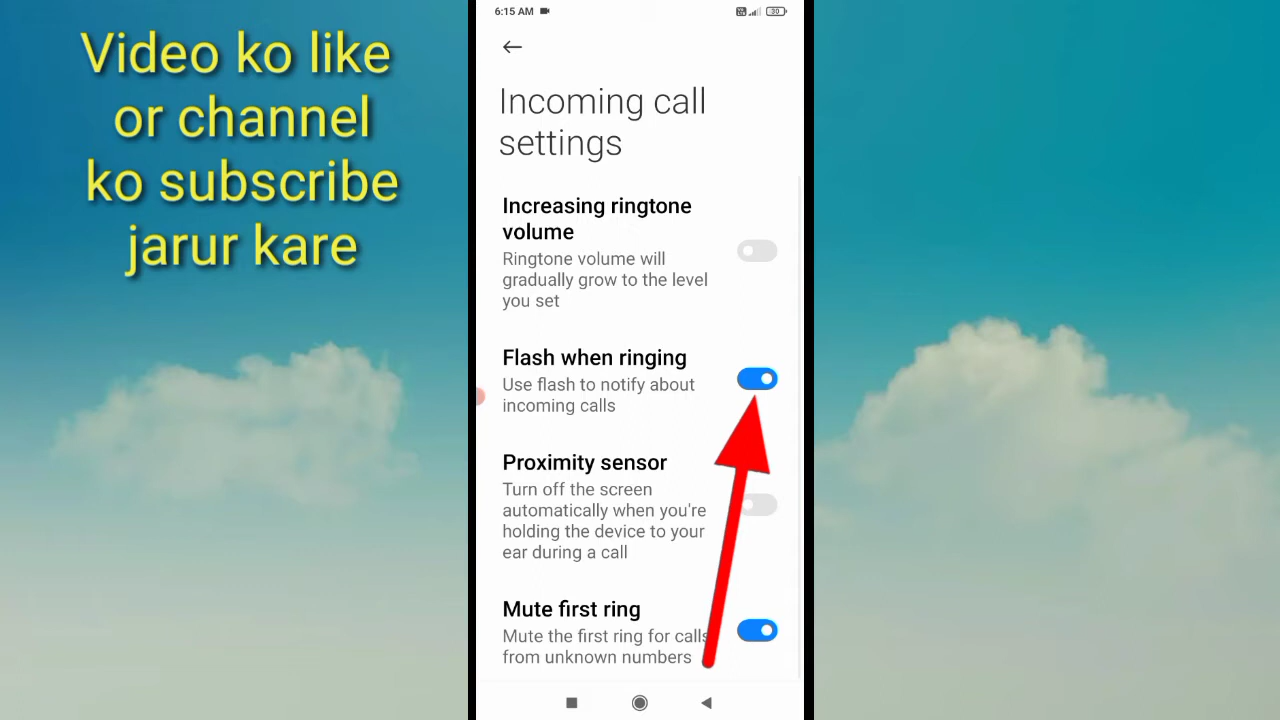 Video ko like
or channel
ko subscribe
jarur kare
6:15 AM
30
Incoming call
settings
Increasing ringtone
volume
Ringtone volume will
gradually grow to the level
you set
Flash when ringing
Use flash to notify about
incoming calls
Proximity sensor
Turn off the screen
automatically when you're
holding the device to your
ear during a call
Mute first ring
Mute the first ring for calls
from unknown numbers